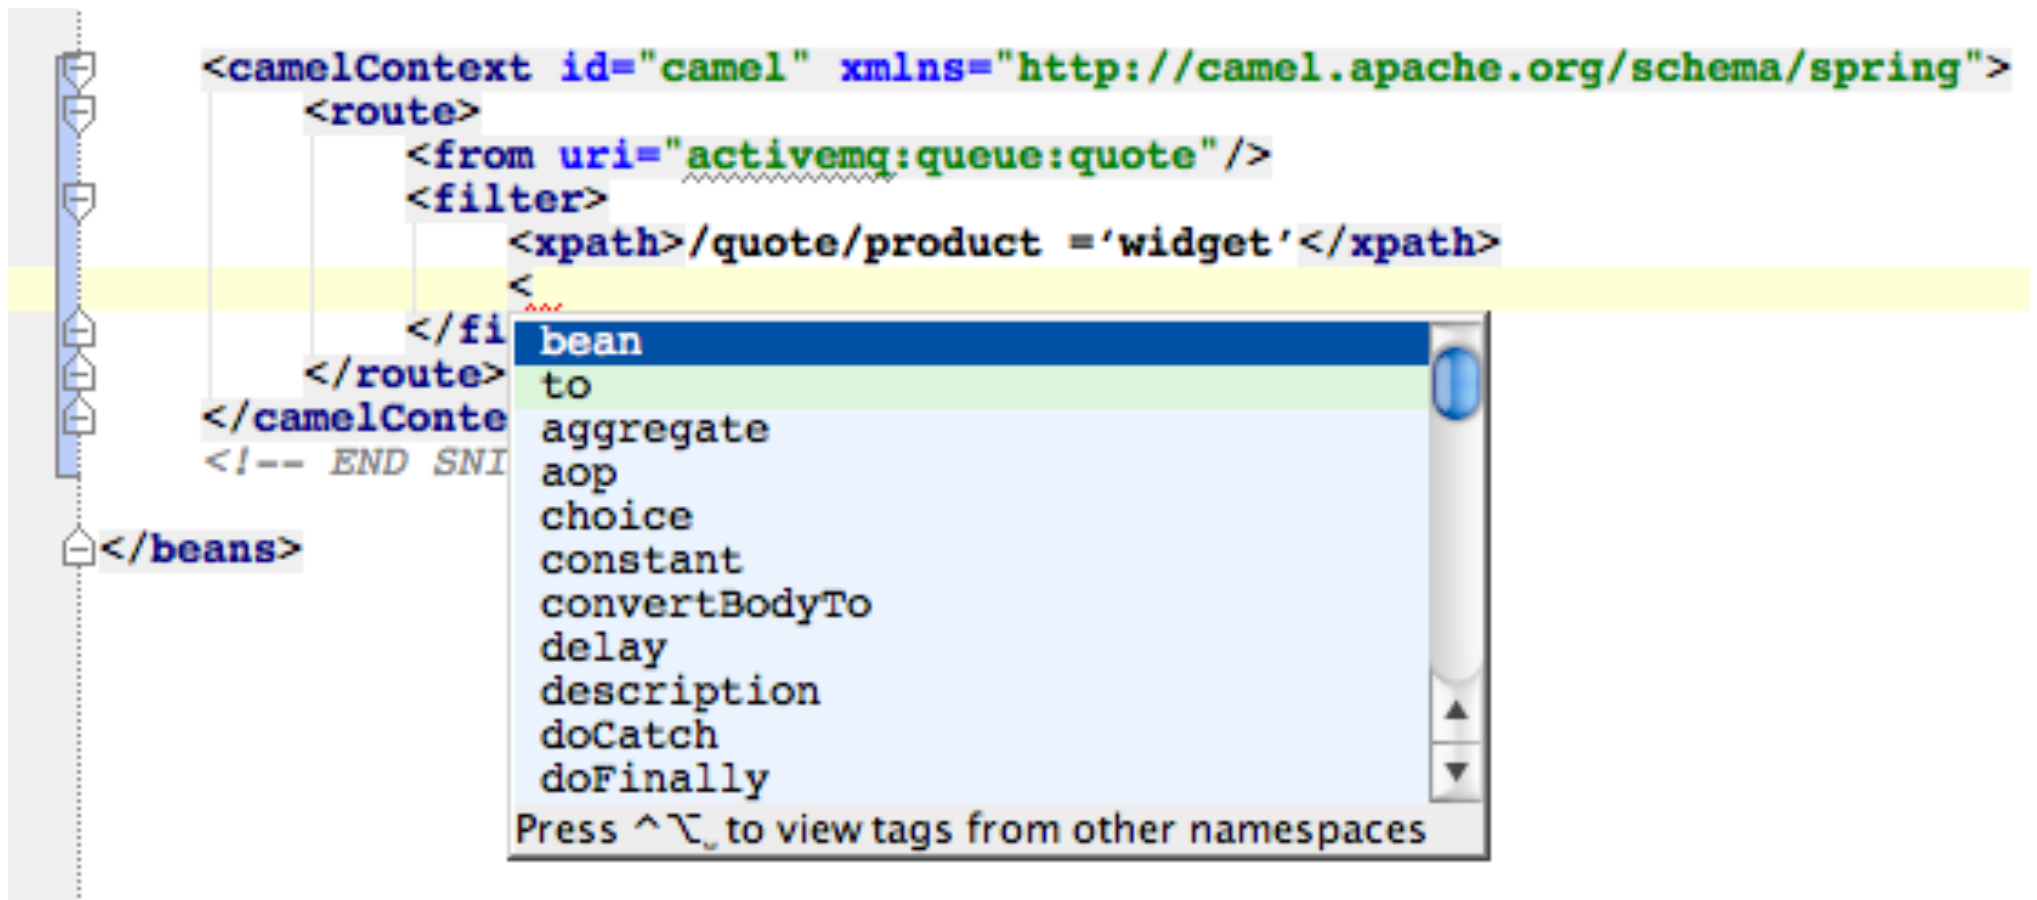 <camelContext id="camel" xmlns="http://camel.apache.org/schema/spring">
<route>
<from uri="activemq:queue:quote"/>
<filter>
<xpath>/quote/product =‘widget’</xpath>
<
</fi
</route>
</camelConte
<!-- END SNI
</beans>
bean
to
aggregate
aop
choice
constant
convertBodyTo
delay
description
doCatch
doFinally
Press ^⌥␣ to view tags from other namespaces